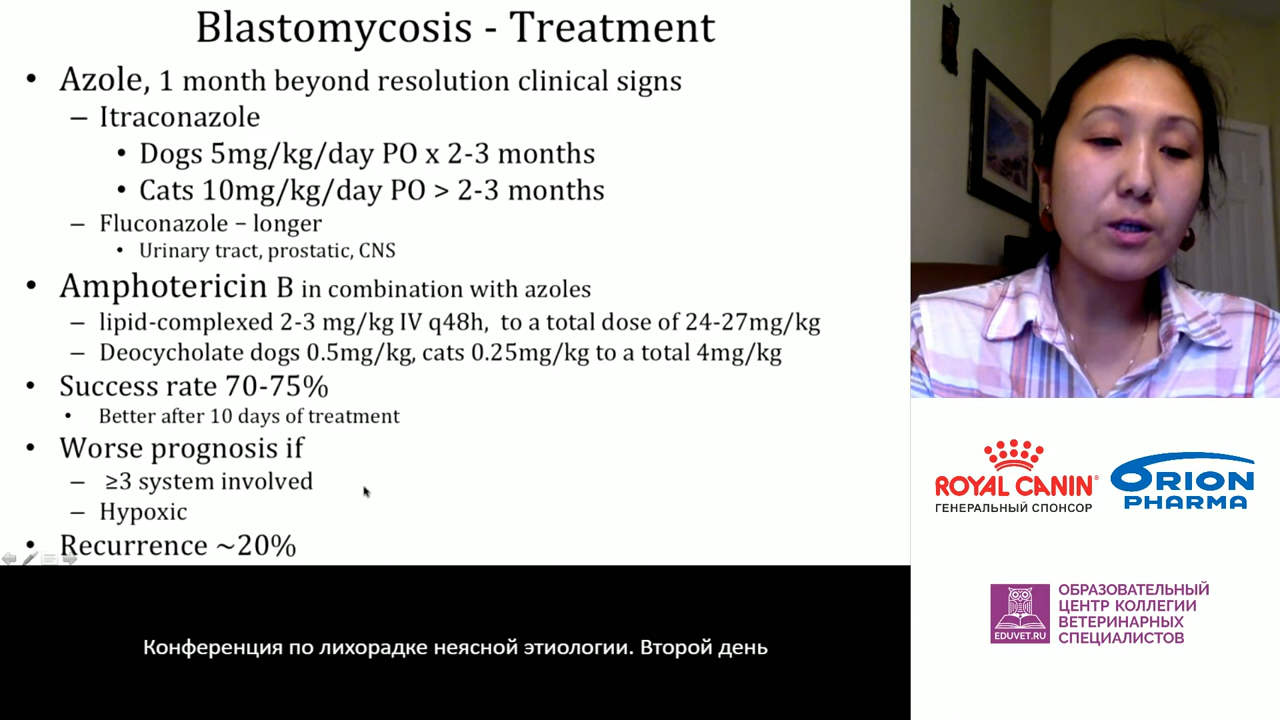 Blastomycosis - Treatment
• Azole, 1 month beyond resolution clinical signs
– Itraconazole
• Dogs 5mg/kg/day PO x 2-3 months
• Cats 10mg/kg/day PO > 2-3 months
– Fluconazole – longer
• Urinary tract, prostatic, CNS
• Amphotericin B in combination with azoles
– lipid-complexed 2-3 mg/kg IV q48h, to a total dose of 24-27mg/kg
– Deocycholate dogs 0.5mg/kg, cats 0.25mg/kg to a total 4mg/kg
• Success rate 70-75%
• Better after 10 days of treatment
• Worse prognosis if
– ≥3 system involved
– Hypoxic
• Recurrence ~20%
Конференция по лихорадке неясной этиологии. Второй день
ROYAL CANIN®
ГЕНЕРАЛЬНЫЙ СПОНСОР
ORION
PHARMA
EDUVET.RU
ОБРАЗОВАТЕЛЬНЫЙ
ЦЕНТР КОЛЛЕГИИ
ВЕТЕРИНАРНЫХ
СПЕЦИАЛИСТОВ